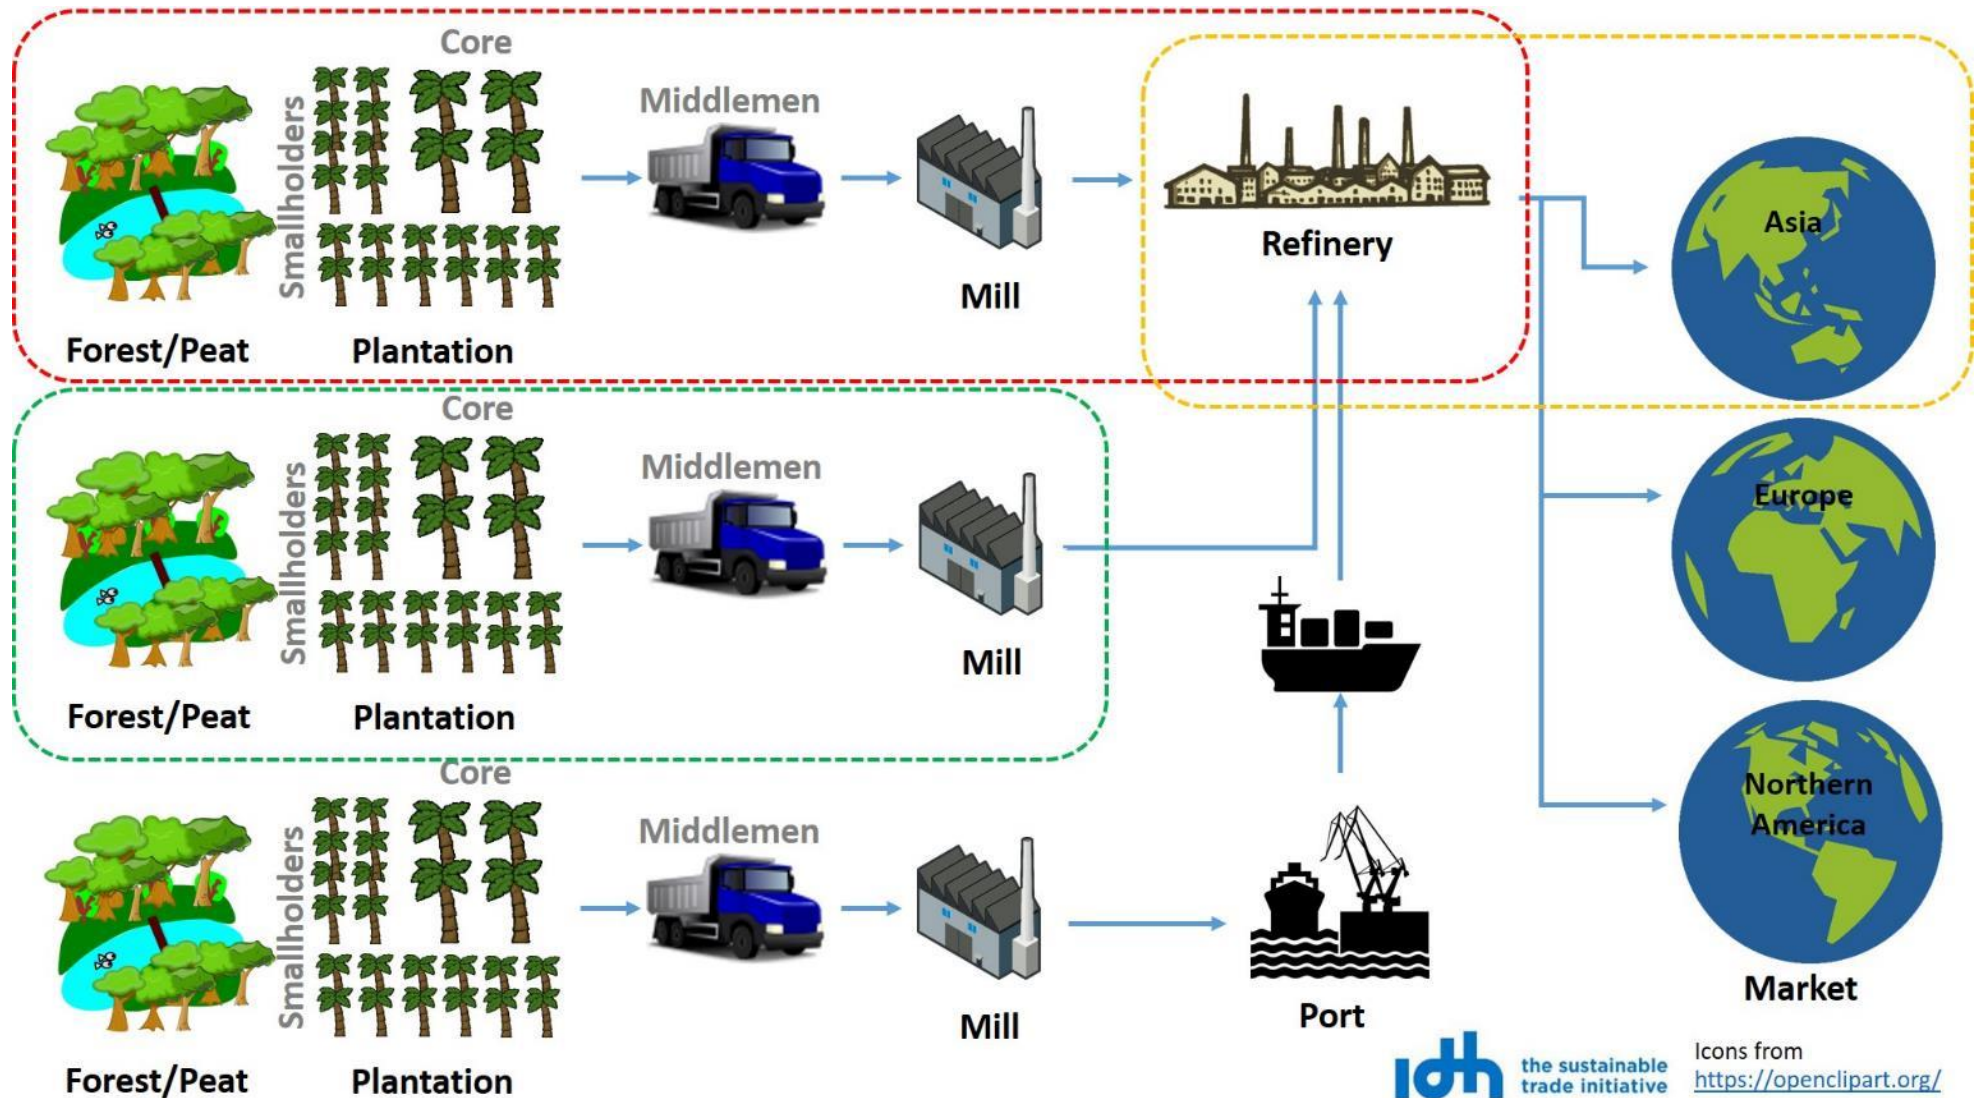 Core
Smallholders
Middlemen
Mill
Refinery
Asia
Forest/Peat
Plantation
Core
Smallholders
Middlemen
Mill
Europe
Forest/Peat
Plantation
Core
Smallholders
Middlemen
Mill
Port
Northern
America
Market
Forest/Peat
Plantation
idh
the sustainable
trade initiative
Icons from
https://openclipart.org/